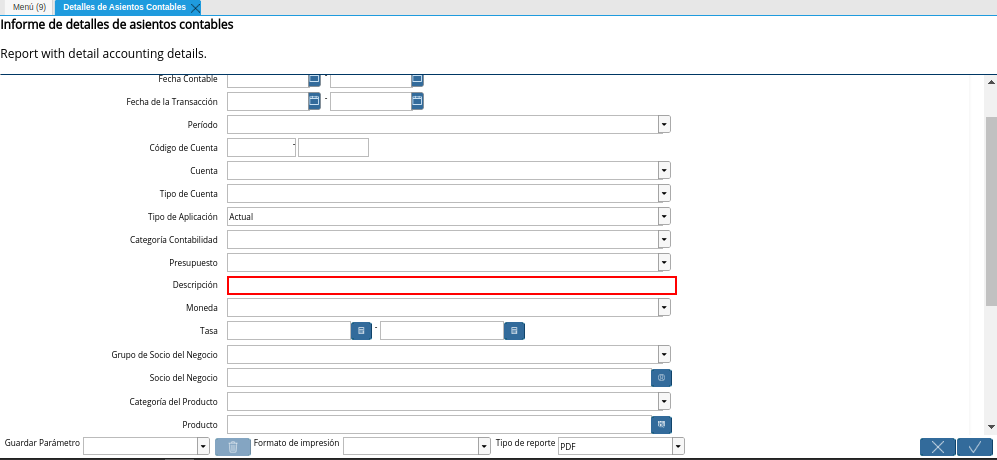 Menú (9) Detalles de Asientos Contables
Informe de detalles de asientos contables
Report with detail accounting details.
Fecha Contable -
Fecha de la Transacción -
Período
Código de Cuenta -
Cuenta
Tipo de Cuenta
Tipo de Aplicación Actual
Categoría Contabilidad
Presupuesto
Descripción
Moneda
Tasa -
Grupo de Socio del Negocio
Socio del Negocio
Categoría del Producto
Producto
Guardar Parámetro Formato de impresión Tipo de reporte PDF